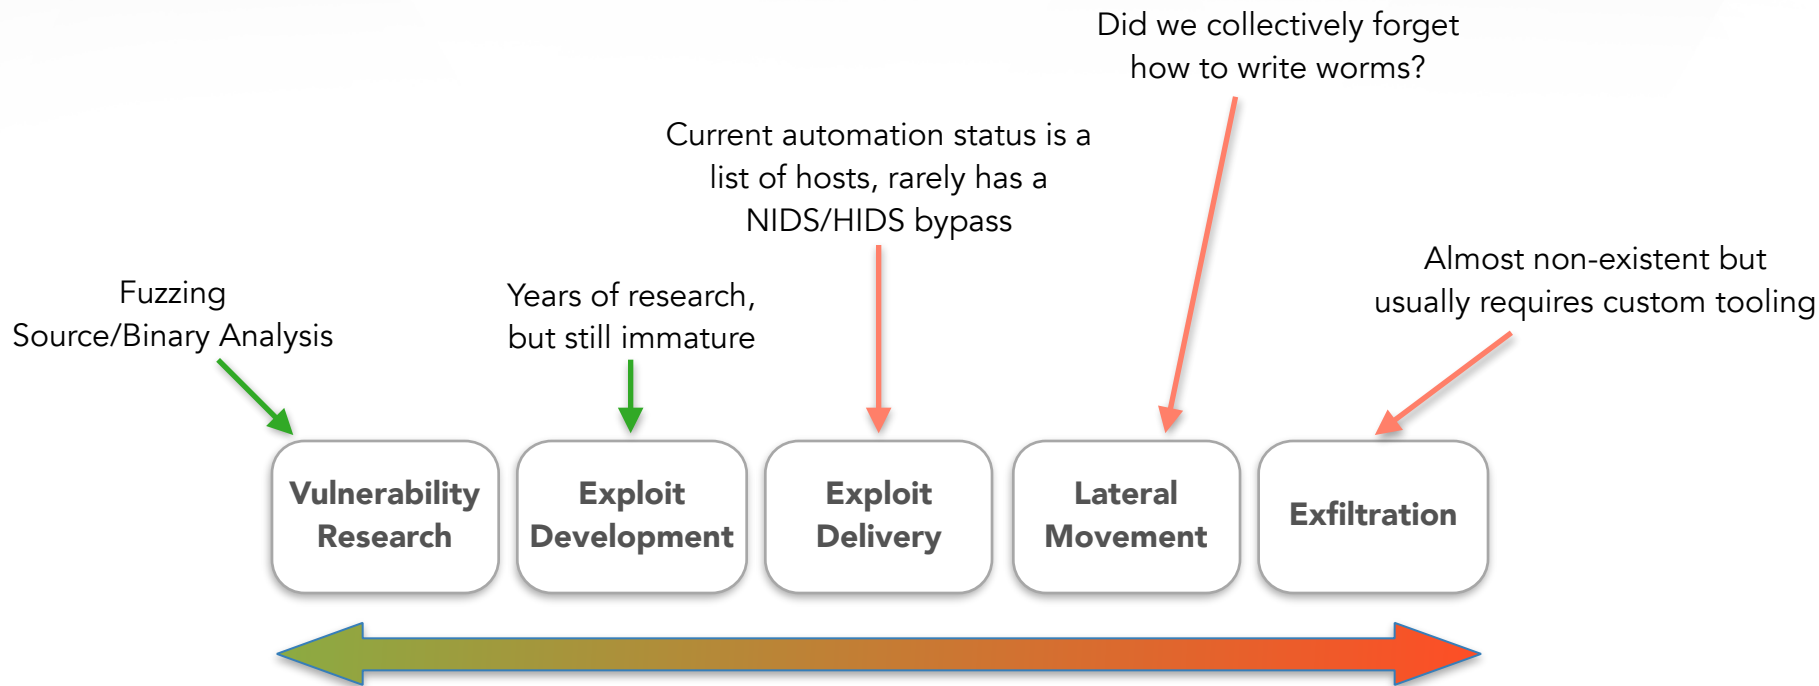 Did we collectively forget
how to write worms?
Current automation status is a
list of hosts, rarely has a
NIDS/HIDS bypass
Almost non-existent but
usually requires custom tooling
Fuzzing
Source/Binary Analysis
Years of research,
but still immature
Vulnerability
Research
Exploit
Development
Exploit
Delivery
Lateral
Movement
Exfiltration